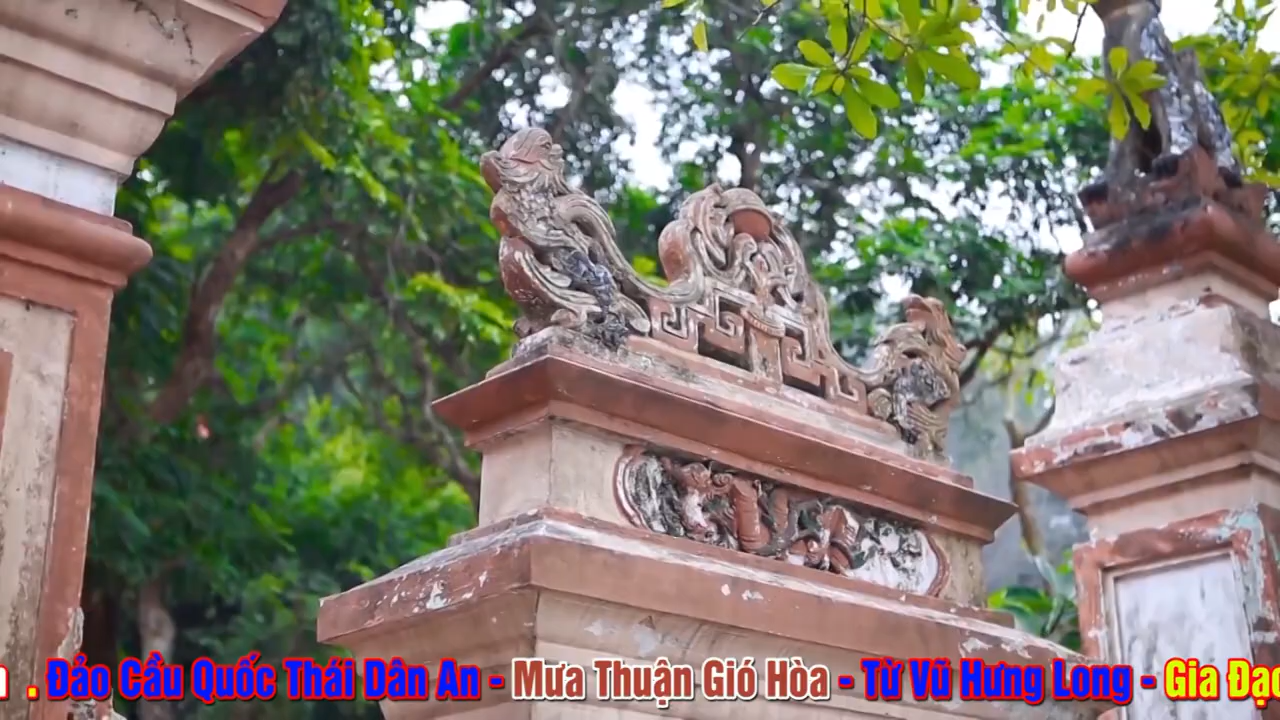 . Đảo Cầu Quốc Thái Dân An - Mưa Thuận Gió Hòa - Từ Vũ Hưng Long - Gia Đạo